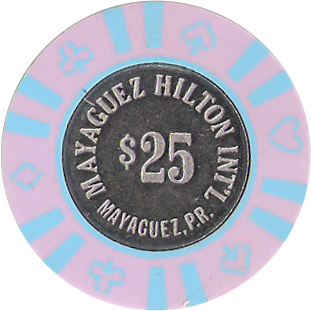 MAYAGUEZ HILTON INT'L
$25
MAYAGUEZ, P.R.